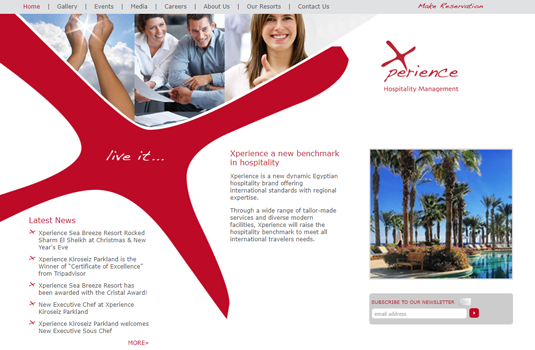 Home | Gallery | Events | Media | Careers | About Us | Our Resorts | Contact Us
Make Reservation
Xperience
Hospitality Management
live it...
Xperience a new benchmark
in hospitality
Xperience is a new dynamic Egyptian
hospitality brand offering
international standards with regional
expertise.
Through a wide range of tailor-made
services and diverse modern
facilities, Xperience will raise the
hospitality benchmark to meet all
international travelers needs.
Latest News
Xperience Sea Breeze Resort Rocked
Sharm El Sheikh at Christmas & New
Year's Eve
Xperience Kiroseiz Parkland is the
Winner of "Certificate of Excellence"
from Tripadvisor
Xperience Sea Breeze Resort has
been awarded with the Cristal Award!
New Executive Chef at Xperience
Kiroseiz Parkland
Xperience Kiroseiz Parkland welcomes
New Executive Sous Chef
MORE»
SUBSCRIBE TO OUR NEWSLETTER
email address